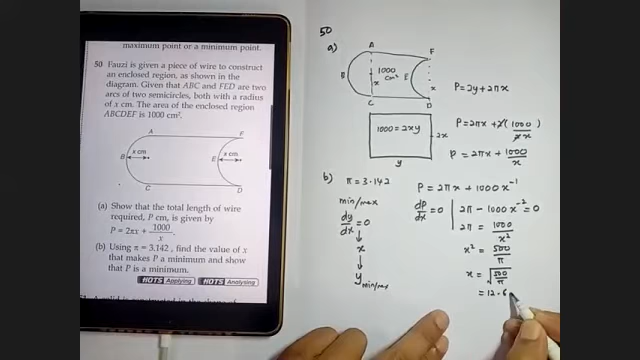 maximum point or a minimum point.
50 Fauzi is given a piece of wire to construct
an enclosed region, as shown in the
diagram. Given that ABC and FED are two
arcs of two semicircles, both with a radius
of x cm. The area of the enclosed region
ABCDEF is 1000 cm².
A
F
x cm
x cm
B
E
C
D
(a) Show that the total length of wire
required, P cm, is given by
P = 2πx + 1000/x.
(b) Using π = 3.142, find the value of x
that makes P a minimum and show
that P is a minimum.
HOTS Applying
HOTS Analysing
50
a)
A
F
B
1000
cm²
E
x
x
C
D
P = 2y + 2πx
1000 = 2xy
2x
y
P = 2πx + 2(1000/2x)
P = 2πx + 1000/x
b) π = 3.142
P = 2πx + 1000x⁻¹
min/max
dy/dx = 0
x
y min/max
dP/dx = 0
2π - 1000x⁻² = 0
2π = 1000/x²
x² = 500/π
x = √500/π
= 12.6